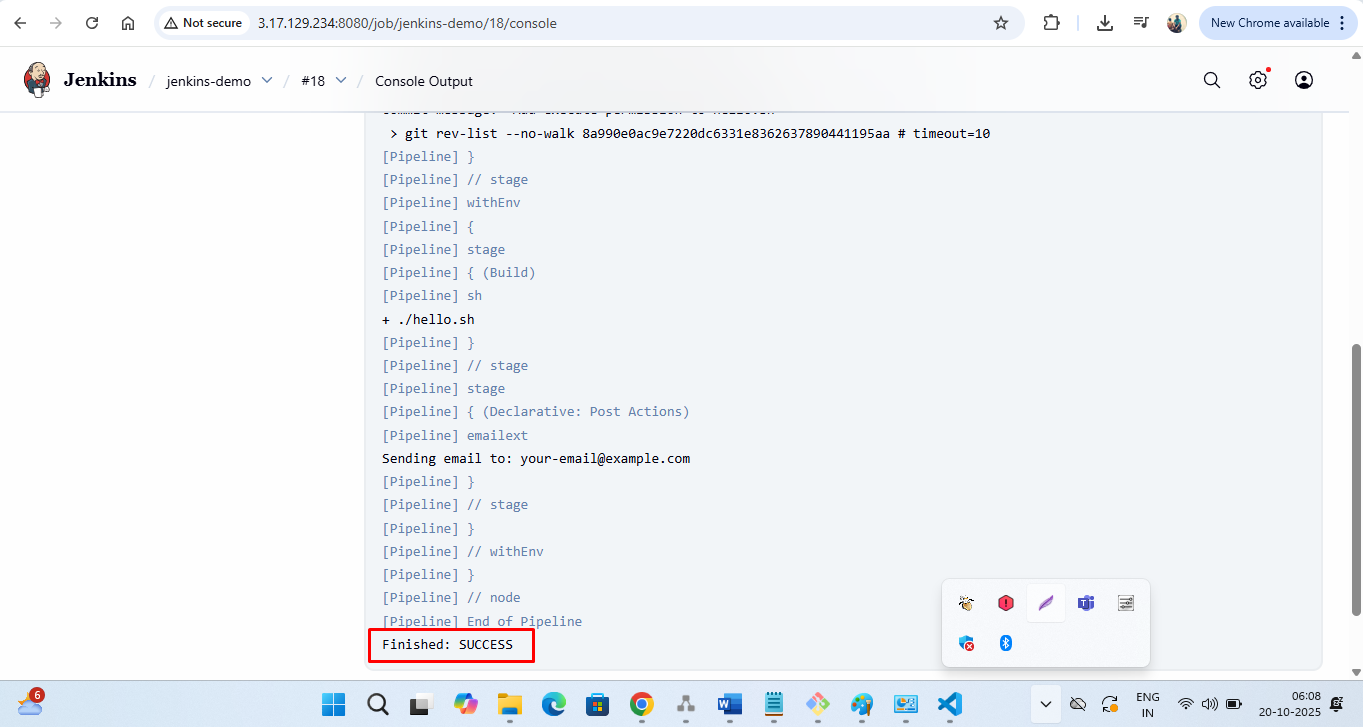 Not secure
3.17.129.234:8080/job/jenkins-demo/18/console
New Chrome available
Jenkins / jenkins-demo / #18 / Console Output
> git rev-list --no-walk 8a990e0ac9e7220dc6331e8362637890441195aa # timeout=10
[Pipeline] }
[Pipeline] // stage
[Pipeline] withEnv
[Pipeline] {
[Pipeline] stage
[Pipeline] { (Build)
[Pipeline] sh
+ ./hello.sh
[Pipeline] }
[Pipeline] // stage
[Pipeline] stage
[Pipeline] { (Declarative: Post Actions)
[Pipeline] emailext
Sending email to: your-email@example.com
[Pipeline] }
[Pipeline] // stage
[Pipeline] }
[Pipeline] // withEnv
[Pipeline] }
[Pipeline] // node
[Pipeline] End of Pipeline
Finished: SUCCESS
6
ENG
IN
06:08
20-10-2025